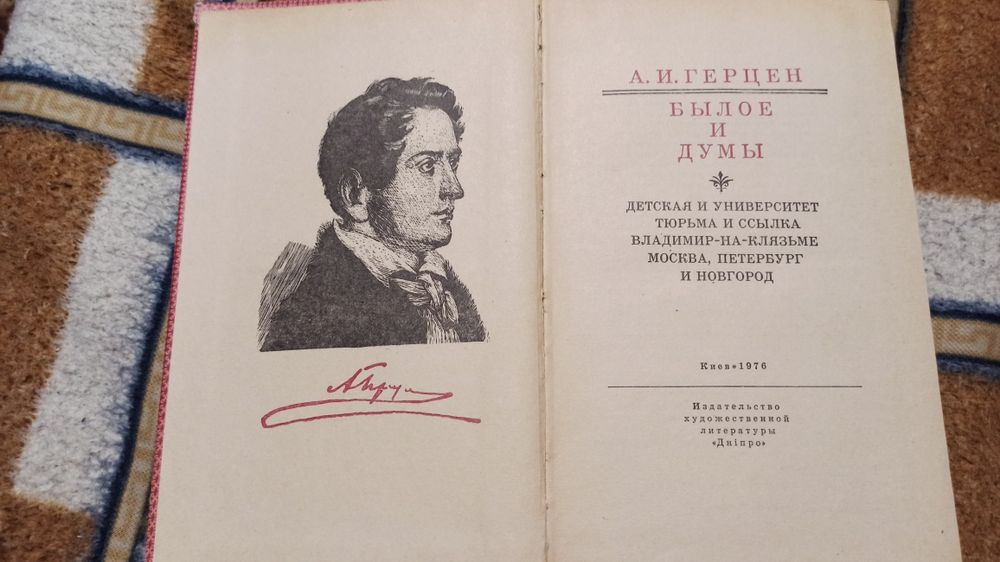 А. И. ГЕРЦЕН
БЫЛОЕ
И
ДУМЫ
ДЕТСКАЯ И УНИВЕРСИТЕТ
ТЮРЬМА И ССЫЛКА
ВЛАДИМИР-НА-КЛЯЗЬМЕ
МОСКВА, ПЕТЕРБУРГ
И НОВГОРОД
Киев•1976
Издательство
художественной
литературы
«Дніпро»